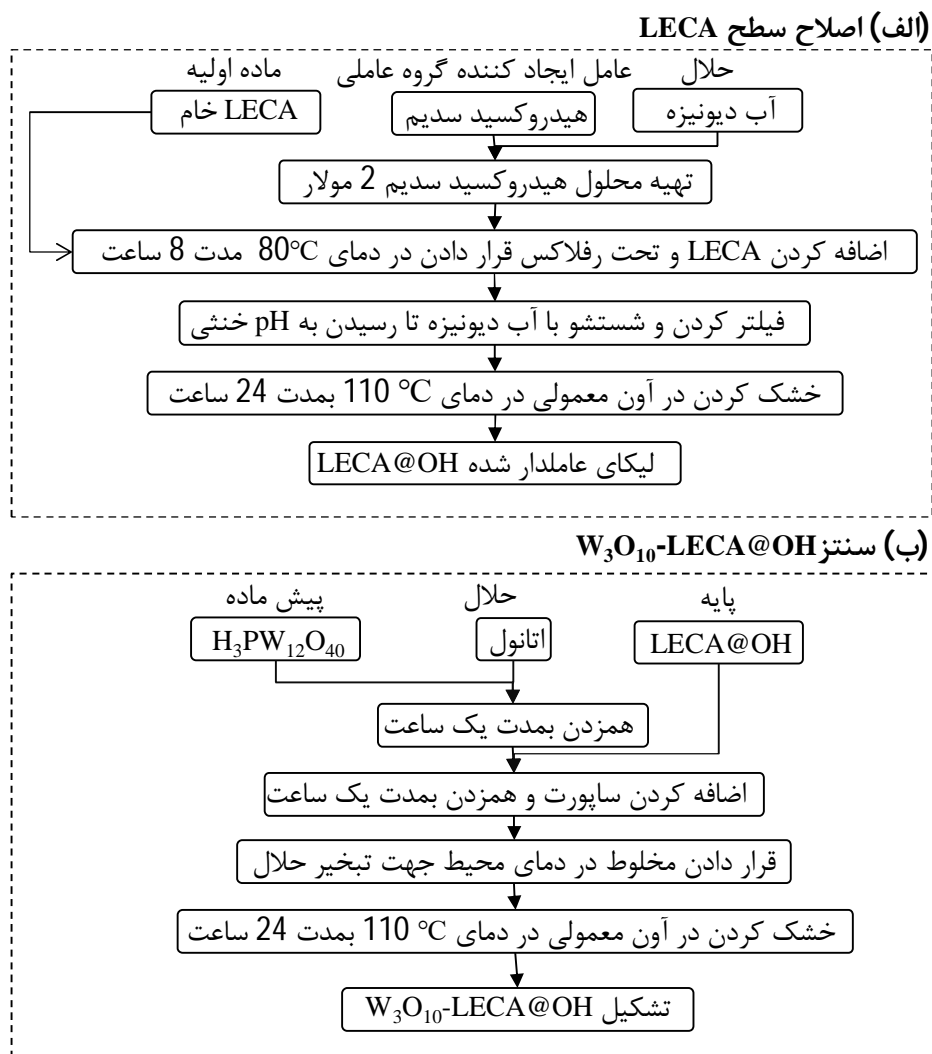 (الف) اصلاح سطح LECA
حلال
عامل ایجاد کننده گروه عاملی
ماده اولیه
آب دیونیزه
هیدروکسید سدیم
LECA خام
تهیه محلول هیدروکسید سدیم 2 مولار
اضافه کردن LECA و تحت رفلاکس قرار دادن در دمای 80°C مدت 8 ساعت
فیلتر کردن و شستشو با آب دیونیزه تا رسیدن به pH خنثی
خشک کردن در آون معمولی در دمای 110 °C بمدت 24 ساعت
لیکای عاملدار شده LECA@OH
(ب) سنتز W₃O₁₀-LECA@OH
پایه
حلال
پیش ماده
LECA@OH
اتانول
H₃PW₁₂O₄₀
همزدن بمدت یک ساعت
اضافه کردن ساپورت و همزدن بمدت یک ساعت
قرار دادن مخلوط در دمای محیط جهت تبخیر حلال
خشک کردن در آون معمولی در دمای 110 °C بمدت 24 ساعت
تشکیل W₃O₁₀-LECA@OH